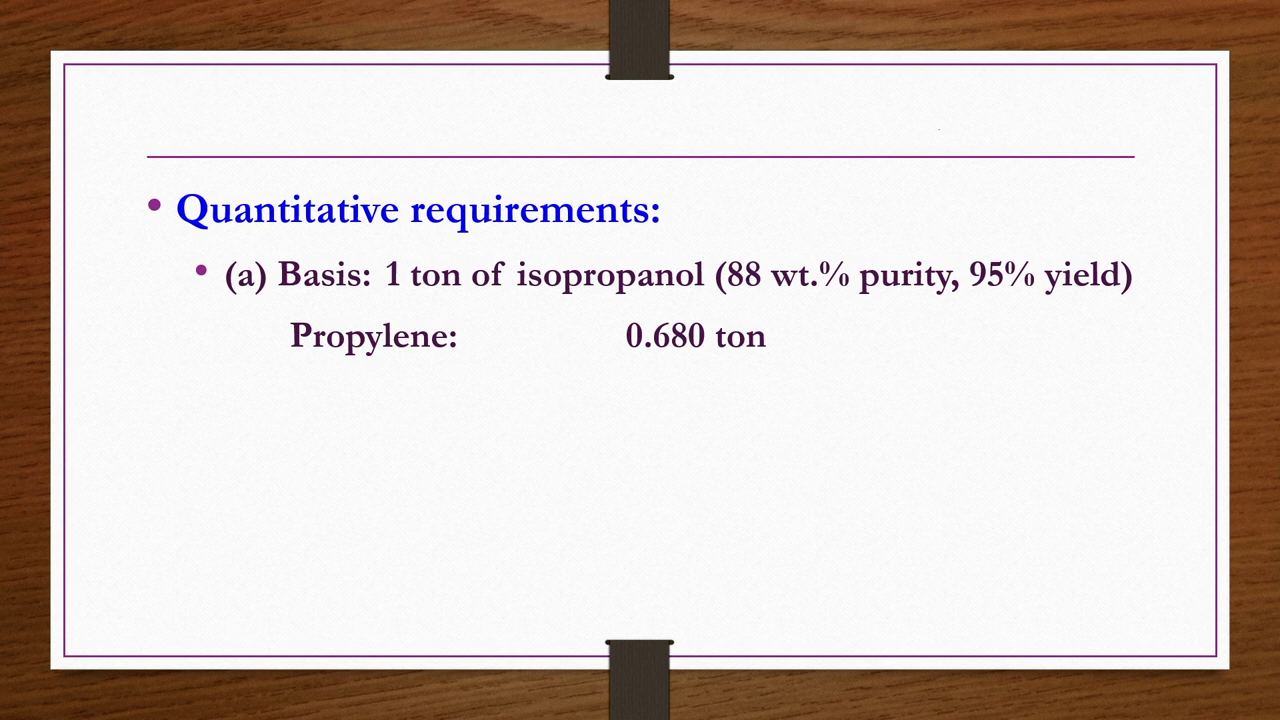 • Quantitative requirements:
• (a) Basis: 1 ton of isopropanol (88 wt.% purity, 95% yield)
Propylene: 0.680 ton